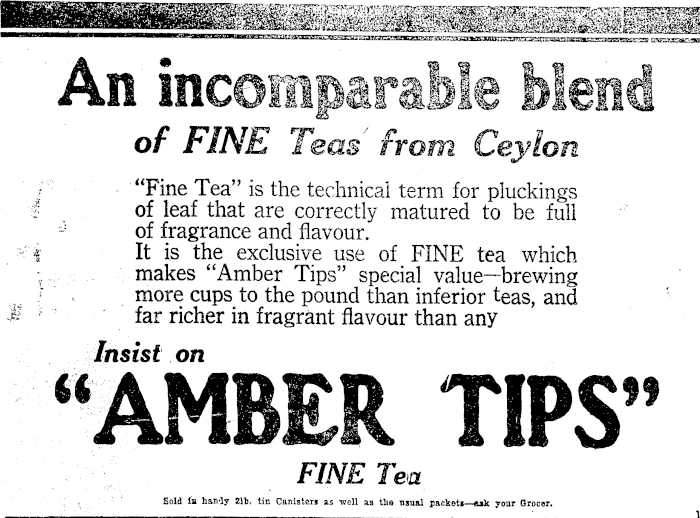 An incomparable blend
of FINE Teas from Ceylon
“Fine Tea” is the technical term for pluckings
of leaf that are correctly matured to be full
of fragrance and flavour.
It is the exclusive use of FINE tea which
makes “Amber Tips” special value—brewing
more cups to the pound than inferior teas, and
far richer in fragrant flavour than any
Insist on
“AMBER TIPS”
FINE Tea
Sold in handy 2lb. tin Canisters as well as the usual packets—ask your Grocer.